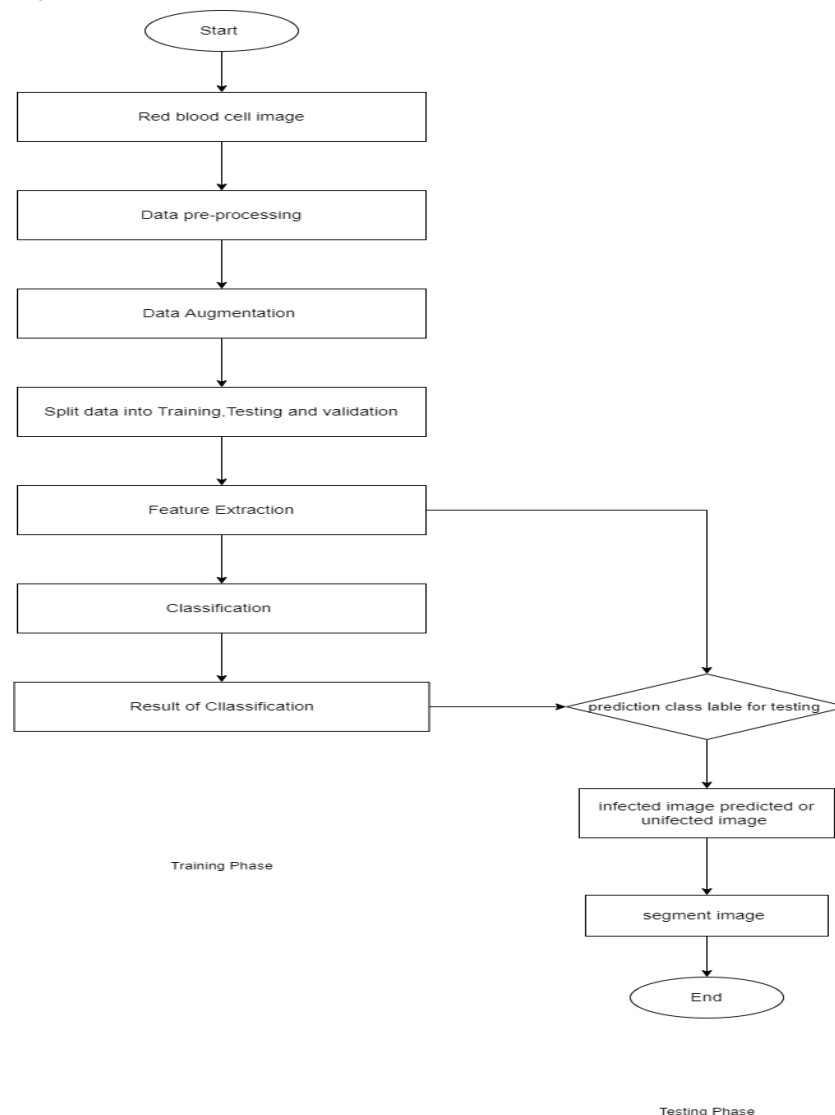 Start
Red blood cell image
Data pre-processing
Data Augmentation
Split data into Training,Testing and validation
Feature Extraction
Classification
Result of Cllassification
prediction class lable for testing
infected image predicted or
unifected image
segment image
End
Training Phase
Testing Phase